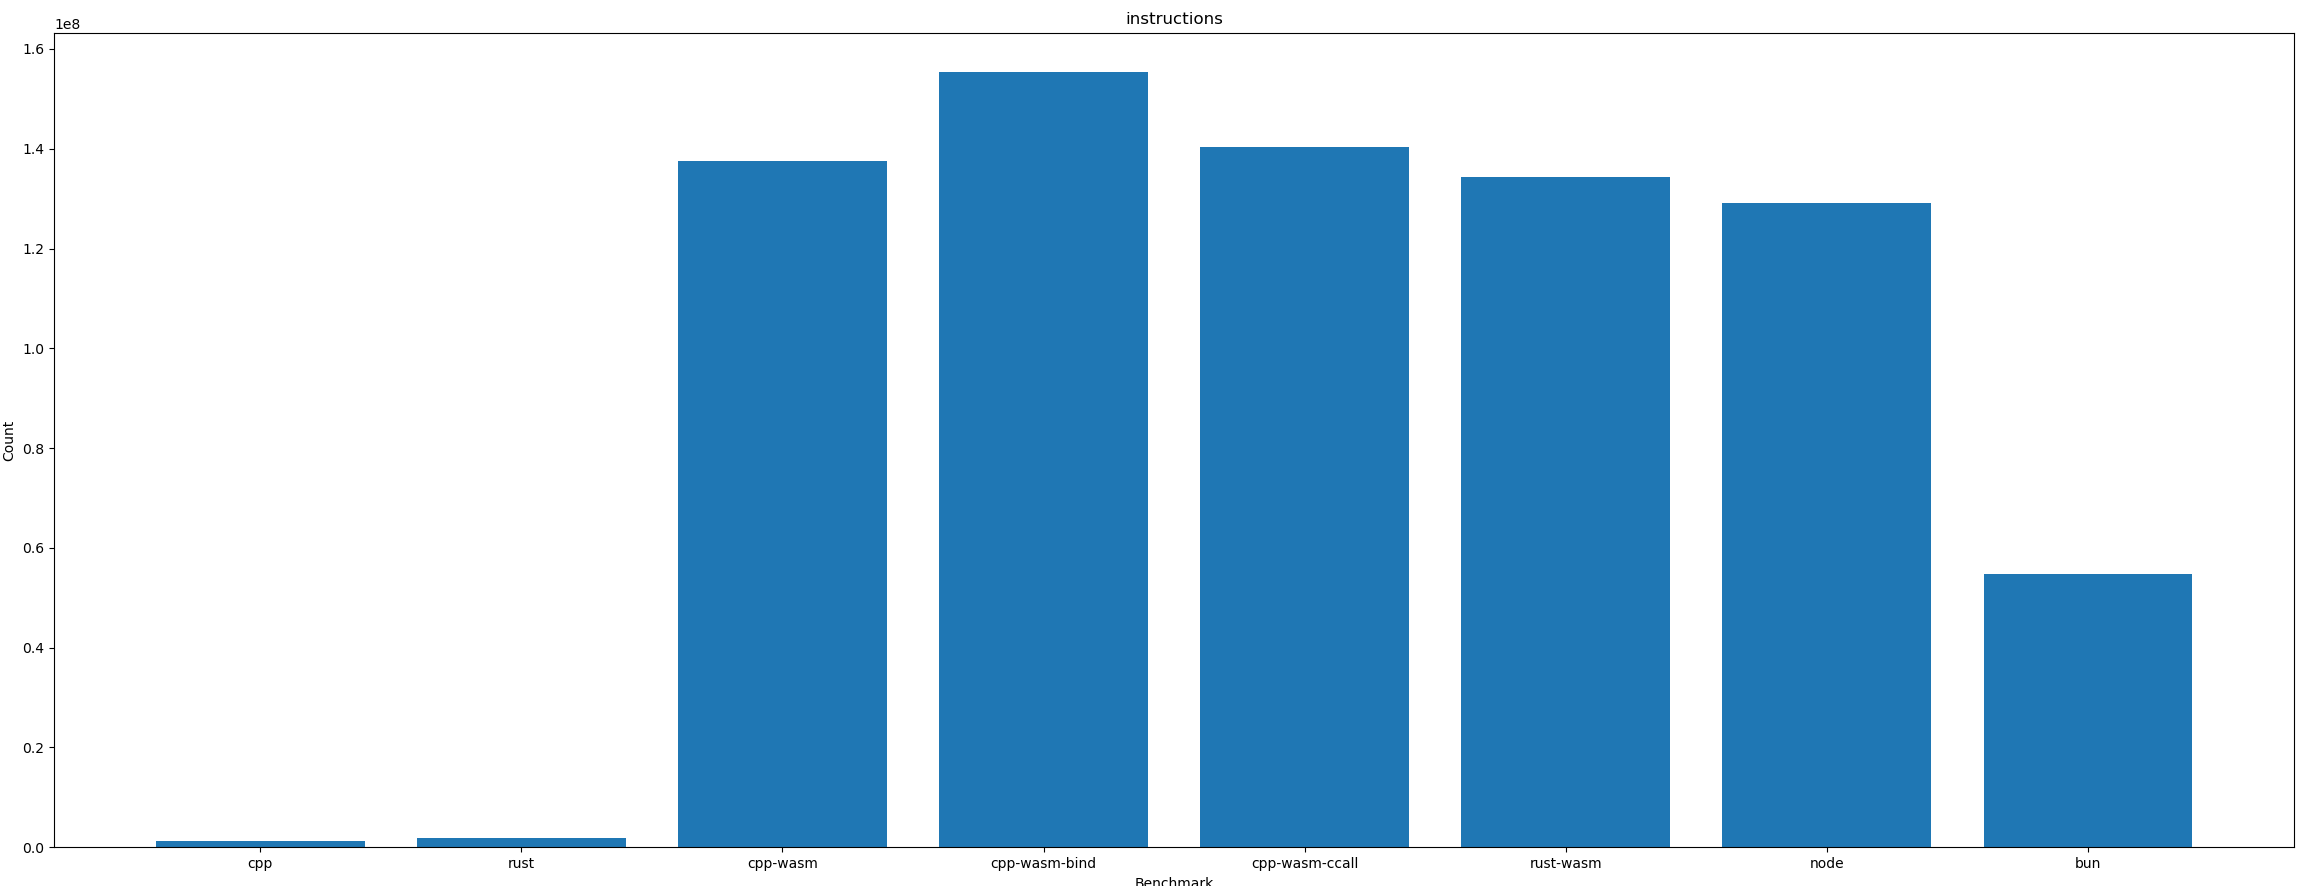 instructions
1e8
1.6
1.4
1.2
1.0
0.8
0.6
0.4
0.2
0.0
Count
cpp rust cpp-wasm cpp-wasm-bind cpp-wasm-ccall rust-wasm node bun
Benchmark